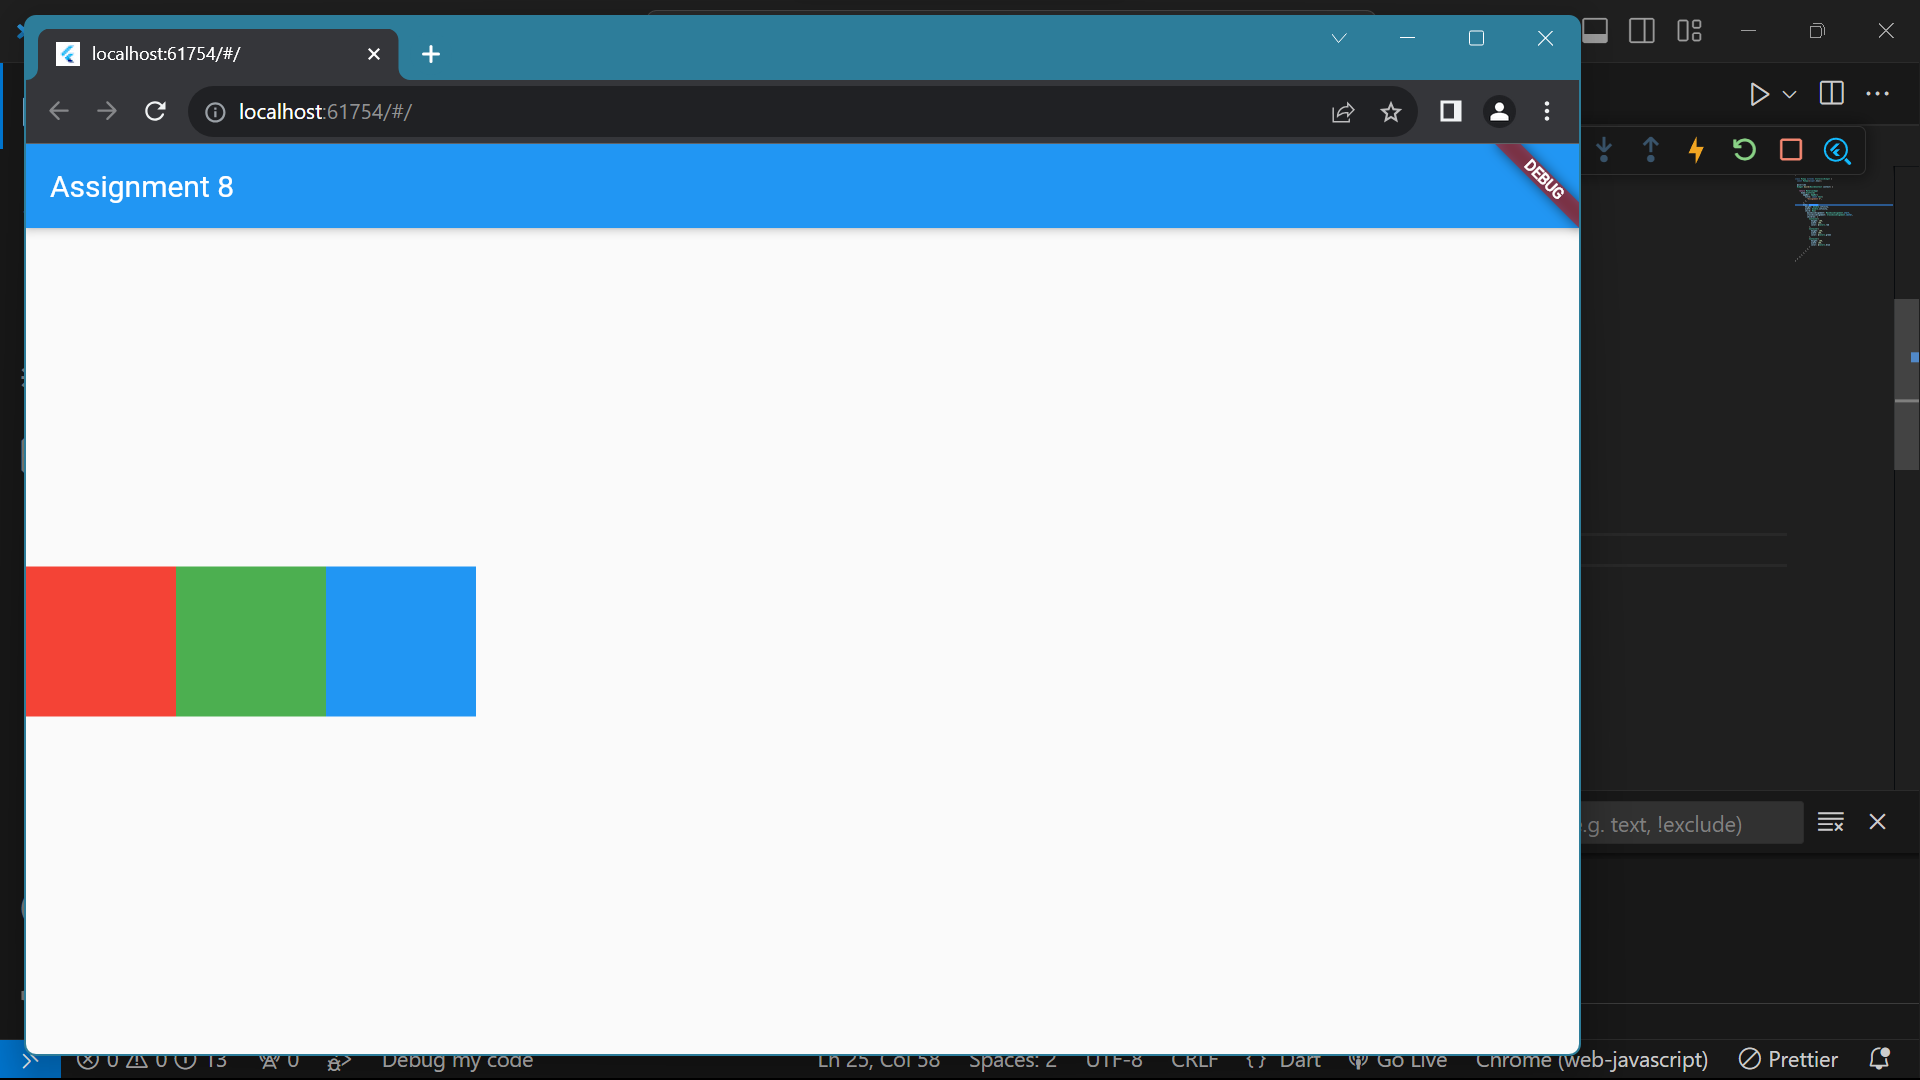 localhost:61754/#/
localhost:61754/#/
Assignment 8
DEBUG
.g. text, !exclude)
0 0 13 0 Debug my code Ln 25, Col 58 Spaces: 2 UTF-8 CRLF {} Dart Go Live Chrome (web-javascript) Prettier